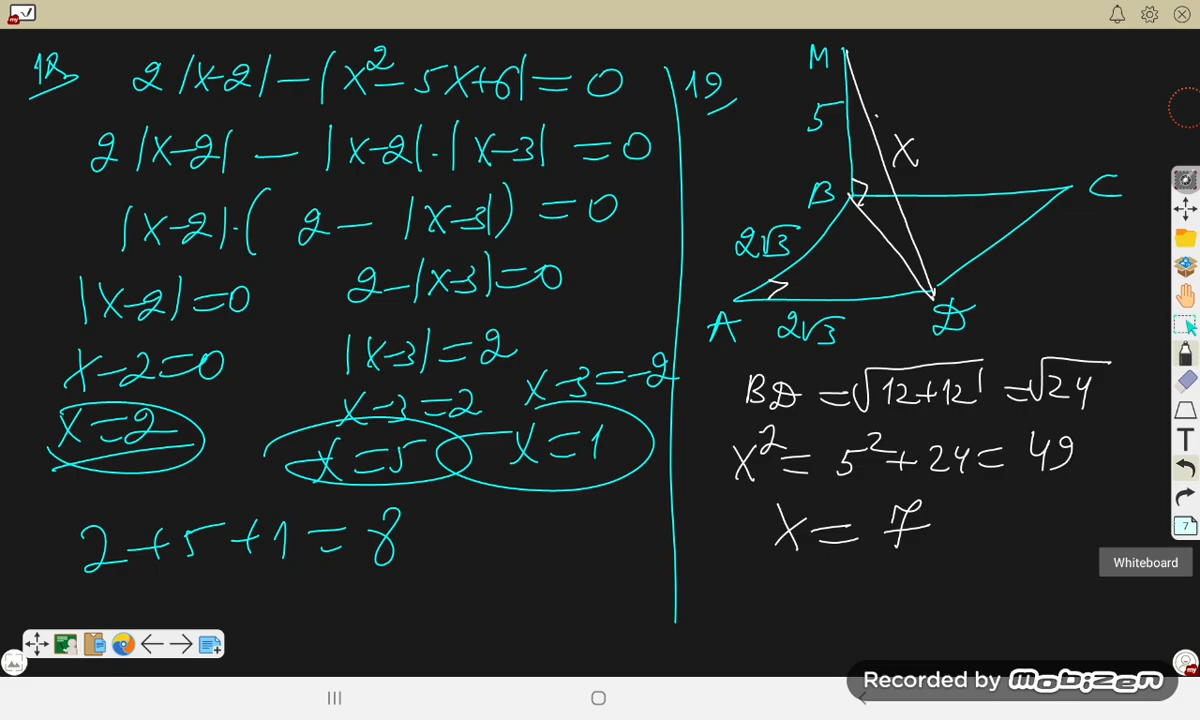 18
2|x-2|-|x²-5x+6|=0
2|x-2|-|x-2|·|x-3|=0
|x-2|·(2-|x-3|)=0
|x-2|=0
2-|x-3|=0
x-2=0
|x-3|=2
x=2
x-3=2
x-3=-2
x=5
x=1
2+5+1=8
19
M
5
x
B
C
2√3
A
2√3
D
BD=√12+12=√24
x²=5²+24=49
x=7
7
Whiteboard
Recorded by mobizen